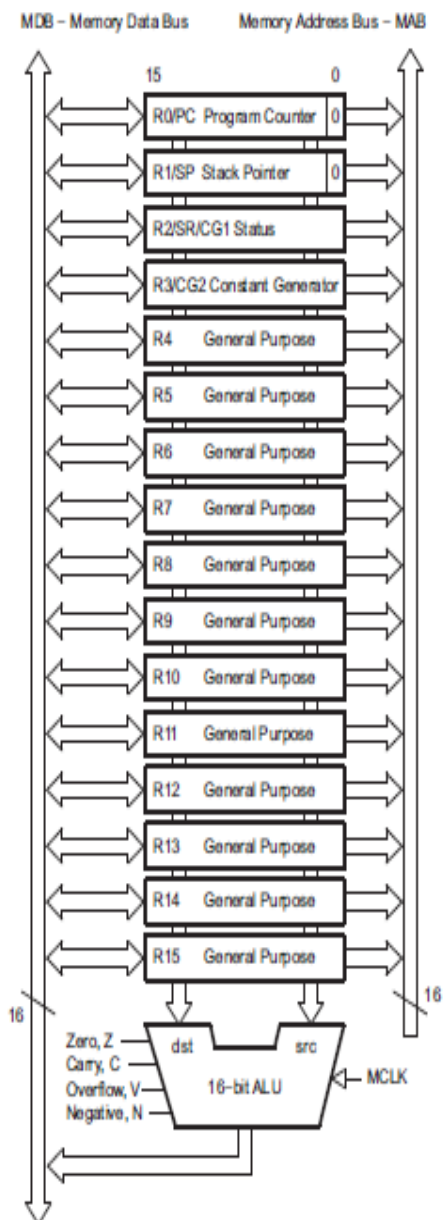 MDB – Memory Data Bus
Memory Address Bus – MAB
15
0
R0/PC Program Counter 0
R1/SP Stack Pointer 0
R2/SR/CG1 Status
R3/CG2 Constant Generator
R4 General Purpose
R5 General Purpose
R6 General Purpose
R7 General Purpose
R8 General Purpose
R9 General Purpose
R10 General Purpose
R11 General Purpose
R12 General Purpose
R13 General Purpose
R14 General Purpose
R15 General Purpose
16
16
Zero, Z
Carry, C
Overflow, V
Negative, N
dst
src
16–bit ALU
MCLK